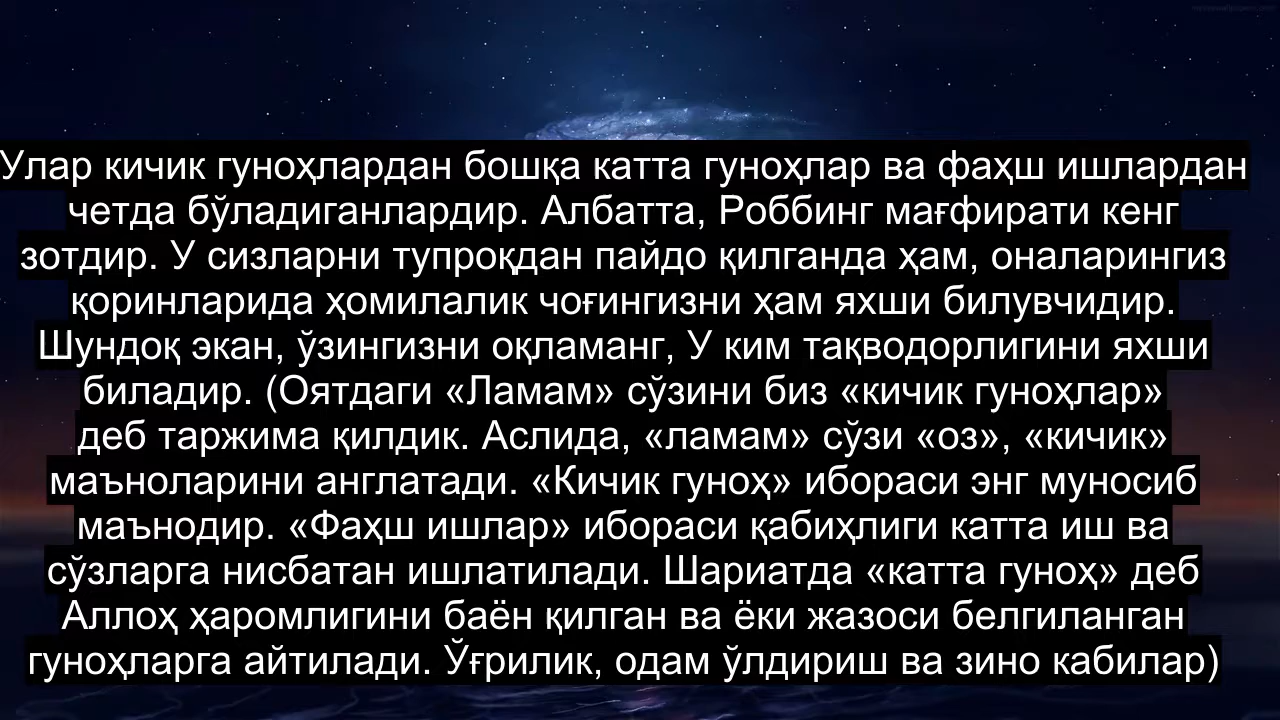 Улар кичик гуноҳлардан бошқа катта гуноҳлар ва фаҳш ишлардан
четда бўладиганлардир. Албатта, Роббинг мағфирати кенг
зотдир. У сизларни тупроқдан пайдо қилганда ҳам, оналарингиз
қоринларида ҳомилалик чоғингизни ҳам яхши билувчидир.
Шундоқ экан, ўзингизни оқламанг, У ким тақводорлигини яхши
биладир. (Оятдаги «Ламам» сўзини биз «кичик гуноҳлар»
деб таржима қилдик. Аслида, «ламам» сўзи «оз», «кичик»
маъноларини англатади. «Кичик гуноҳ» ибораси энг муносиб
маънодир. «Фаҳш ишлар» ибораси қабиҳлиги катта иш ва
сўзларга нисбатан ишлатилади. Шариатда «катта гуноҳ» деб
Аллоҳ ҳаромлигини баён қилган ва ёки жазоси белгиланган
гуноҳларга айтилади. Ўғрилик, одам ўлдириш ва зино кабилар)